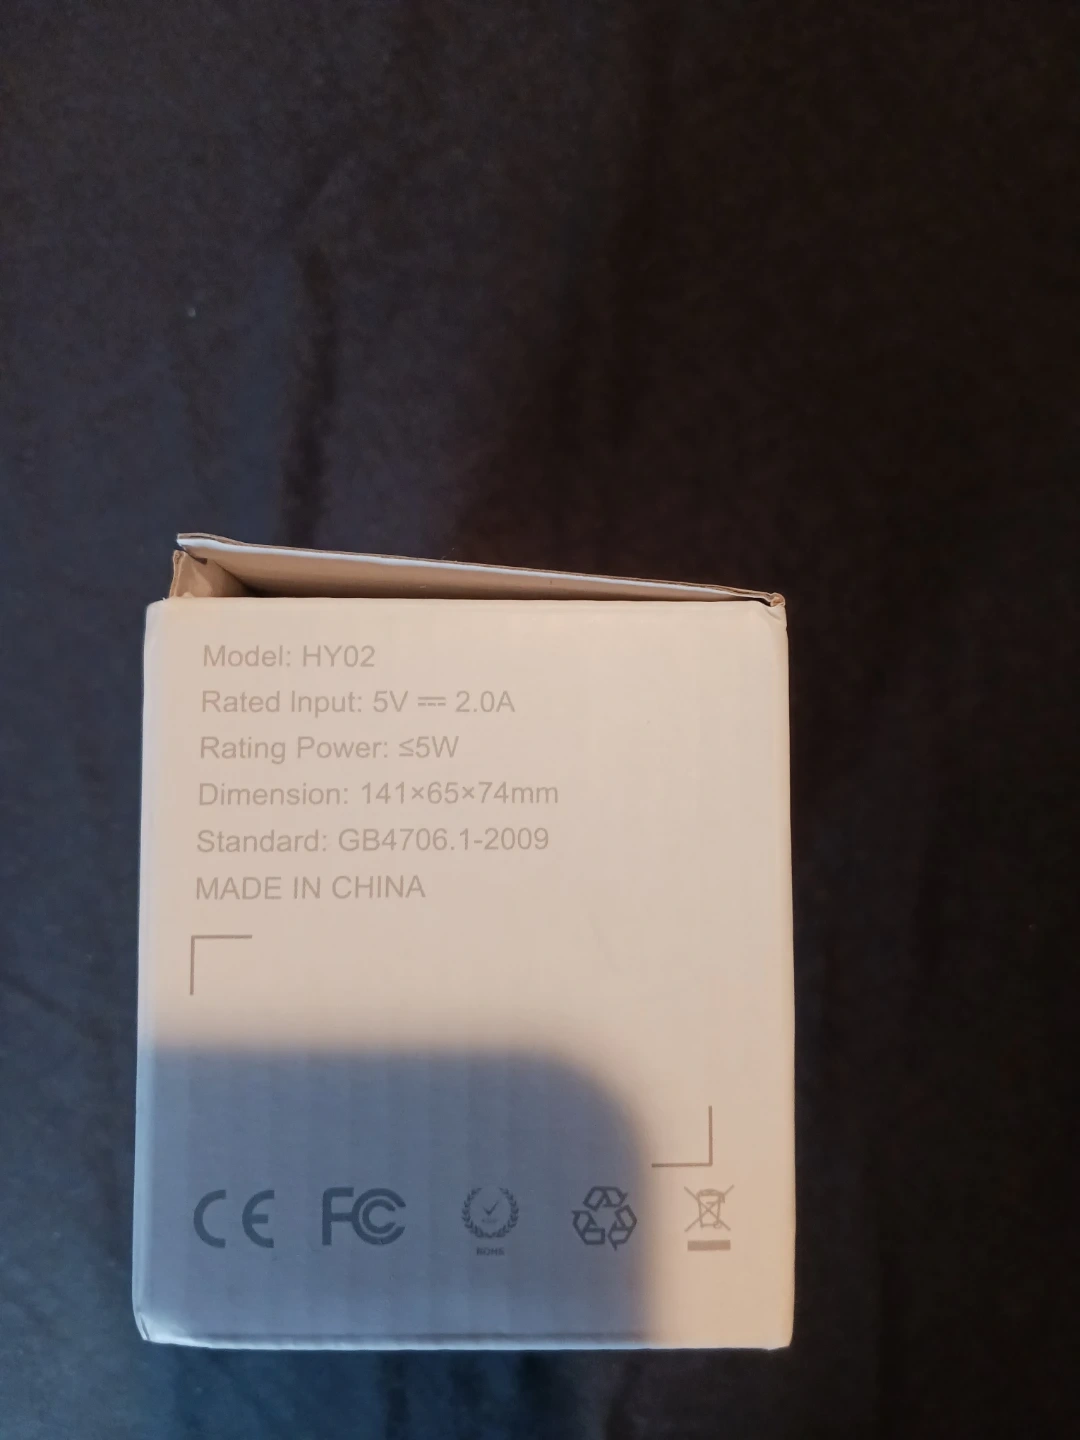 Model: HY02
Rated Input: 5V ⎓ 2.0A
Rating Power: ≤5W
Dimension: 141×65×74mm
Standard: GB4706.1-2009
MADE IN CHINA
CE FC ROHS